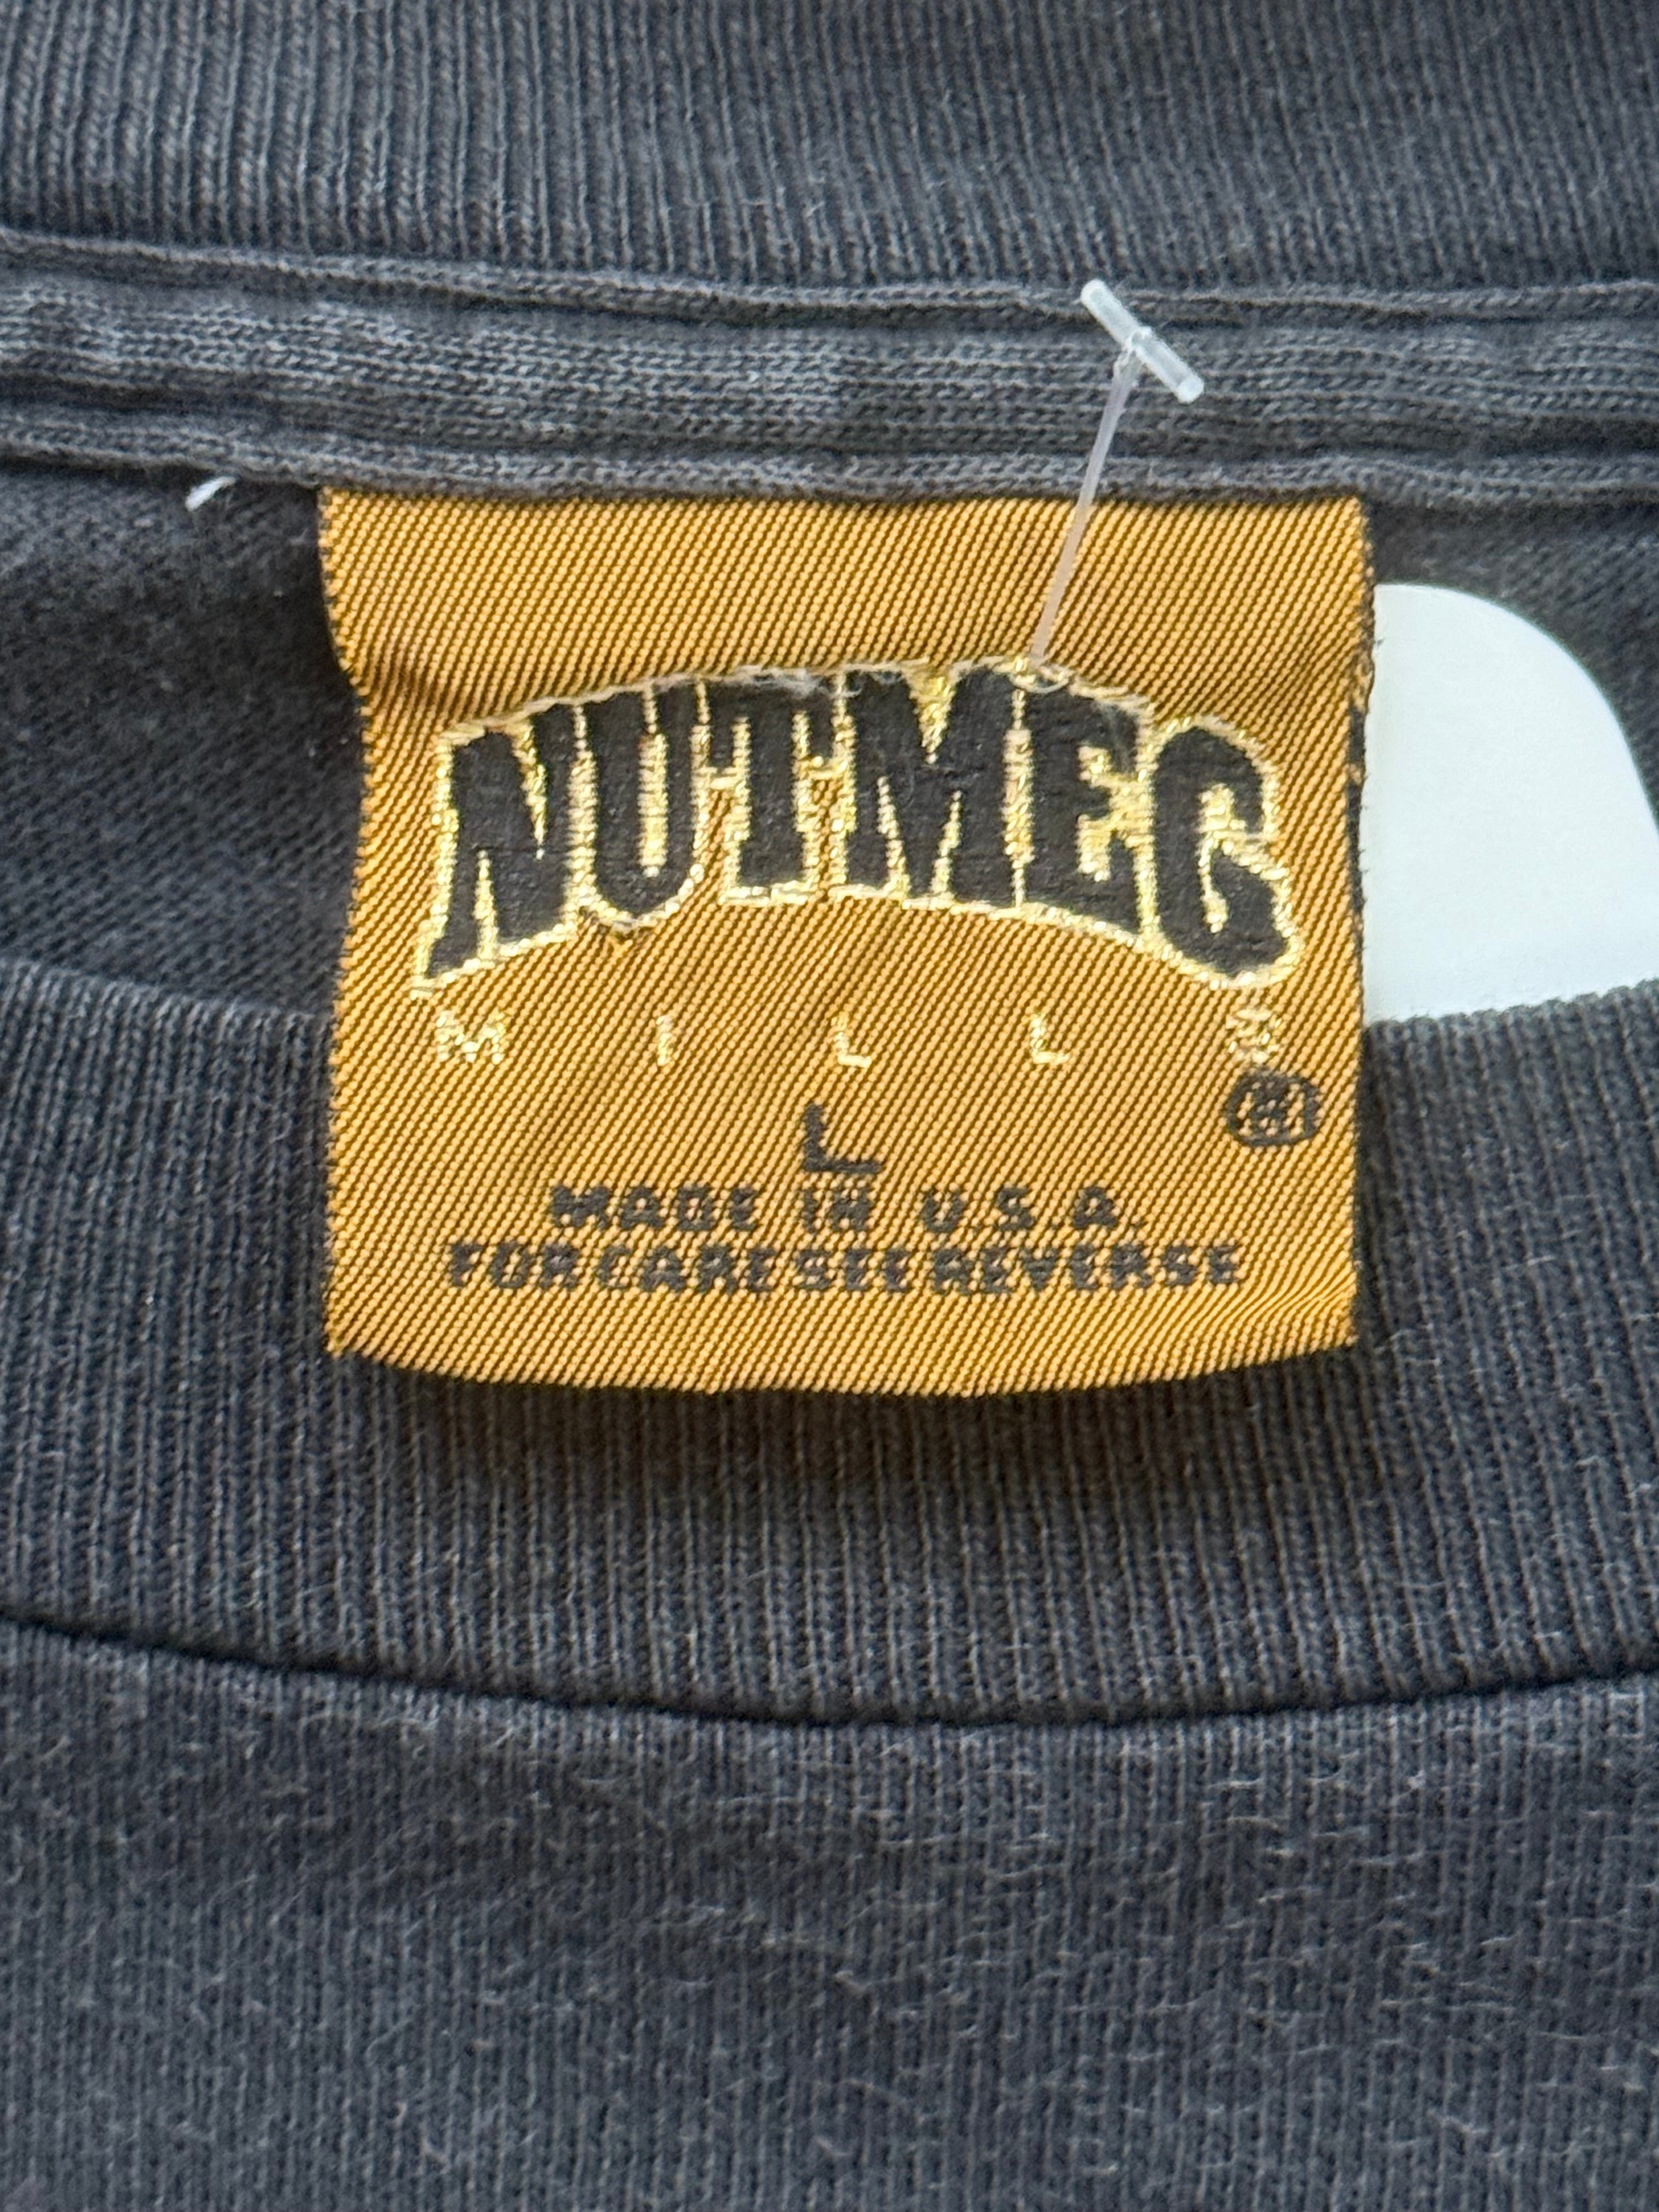 NUTMEG
MILLS
®
L
MADE IN U.S.A.
FOR CARE SEE REVERSE